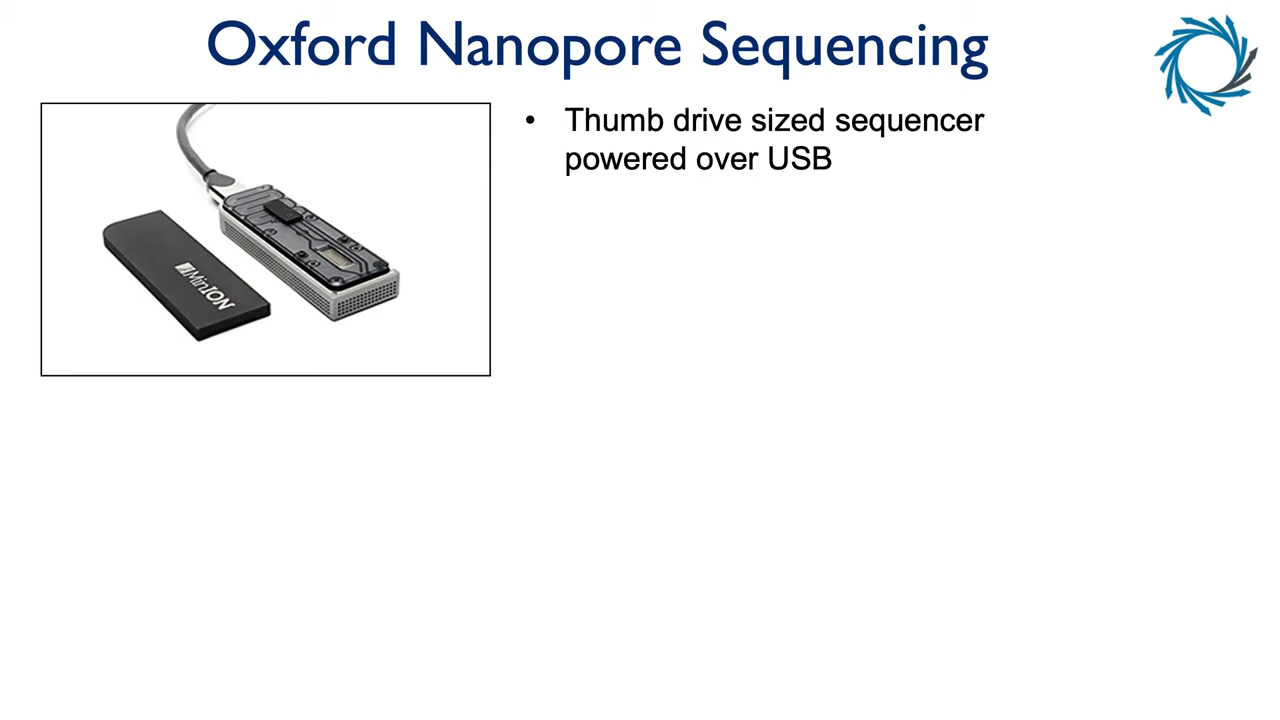 Oxford Nanopore Sequencing
• Thumb drive sized sequencer
powered over USB
MinION